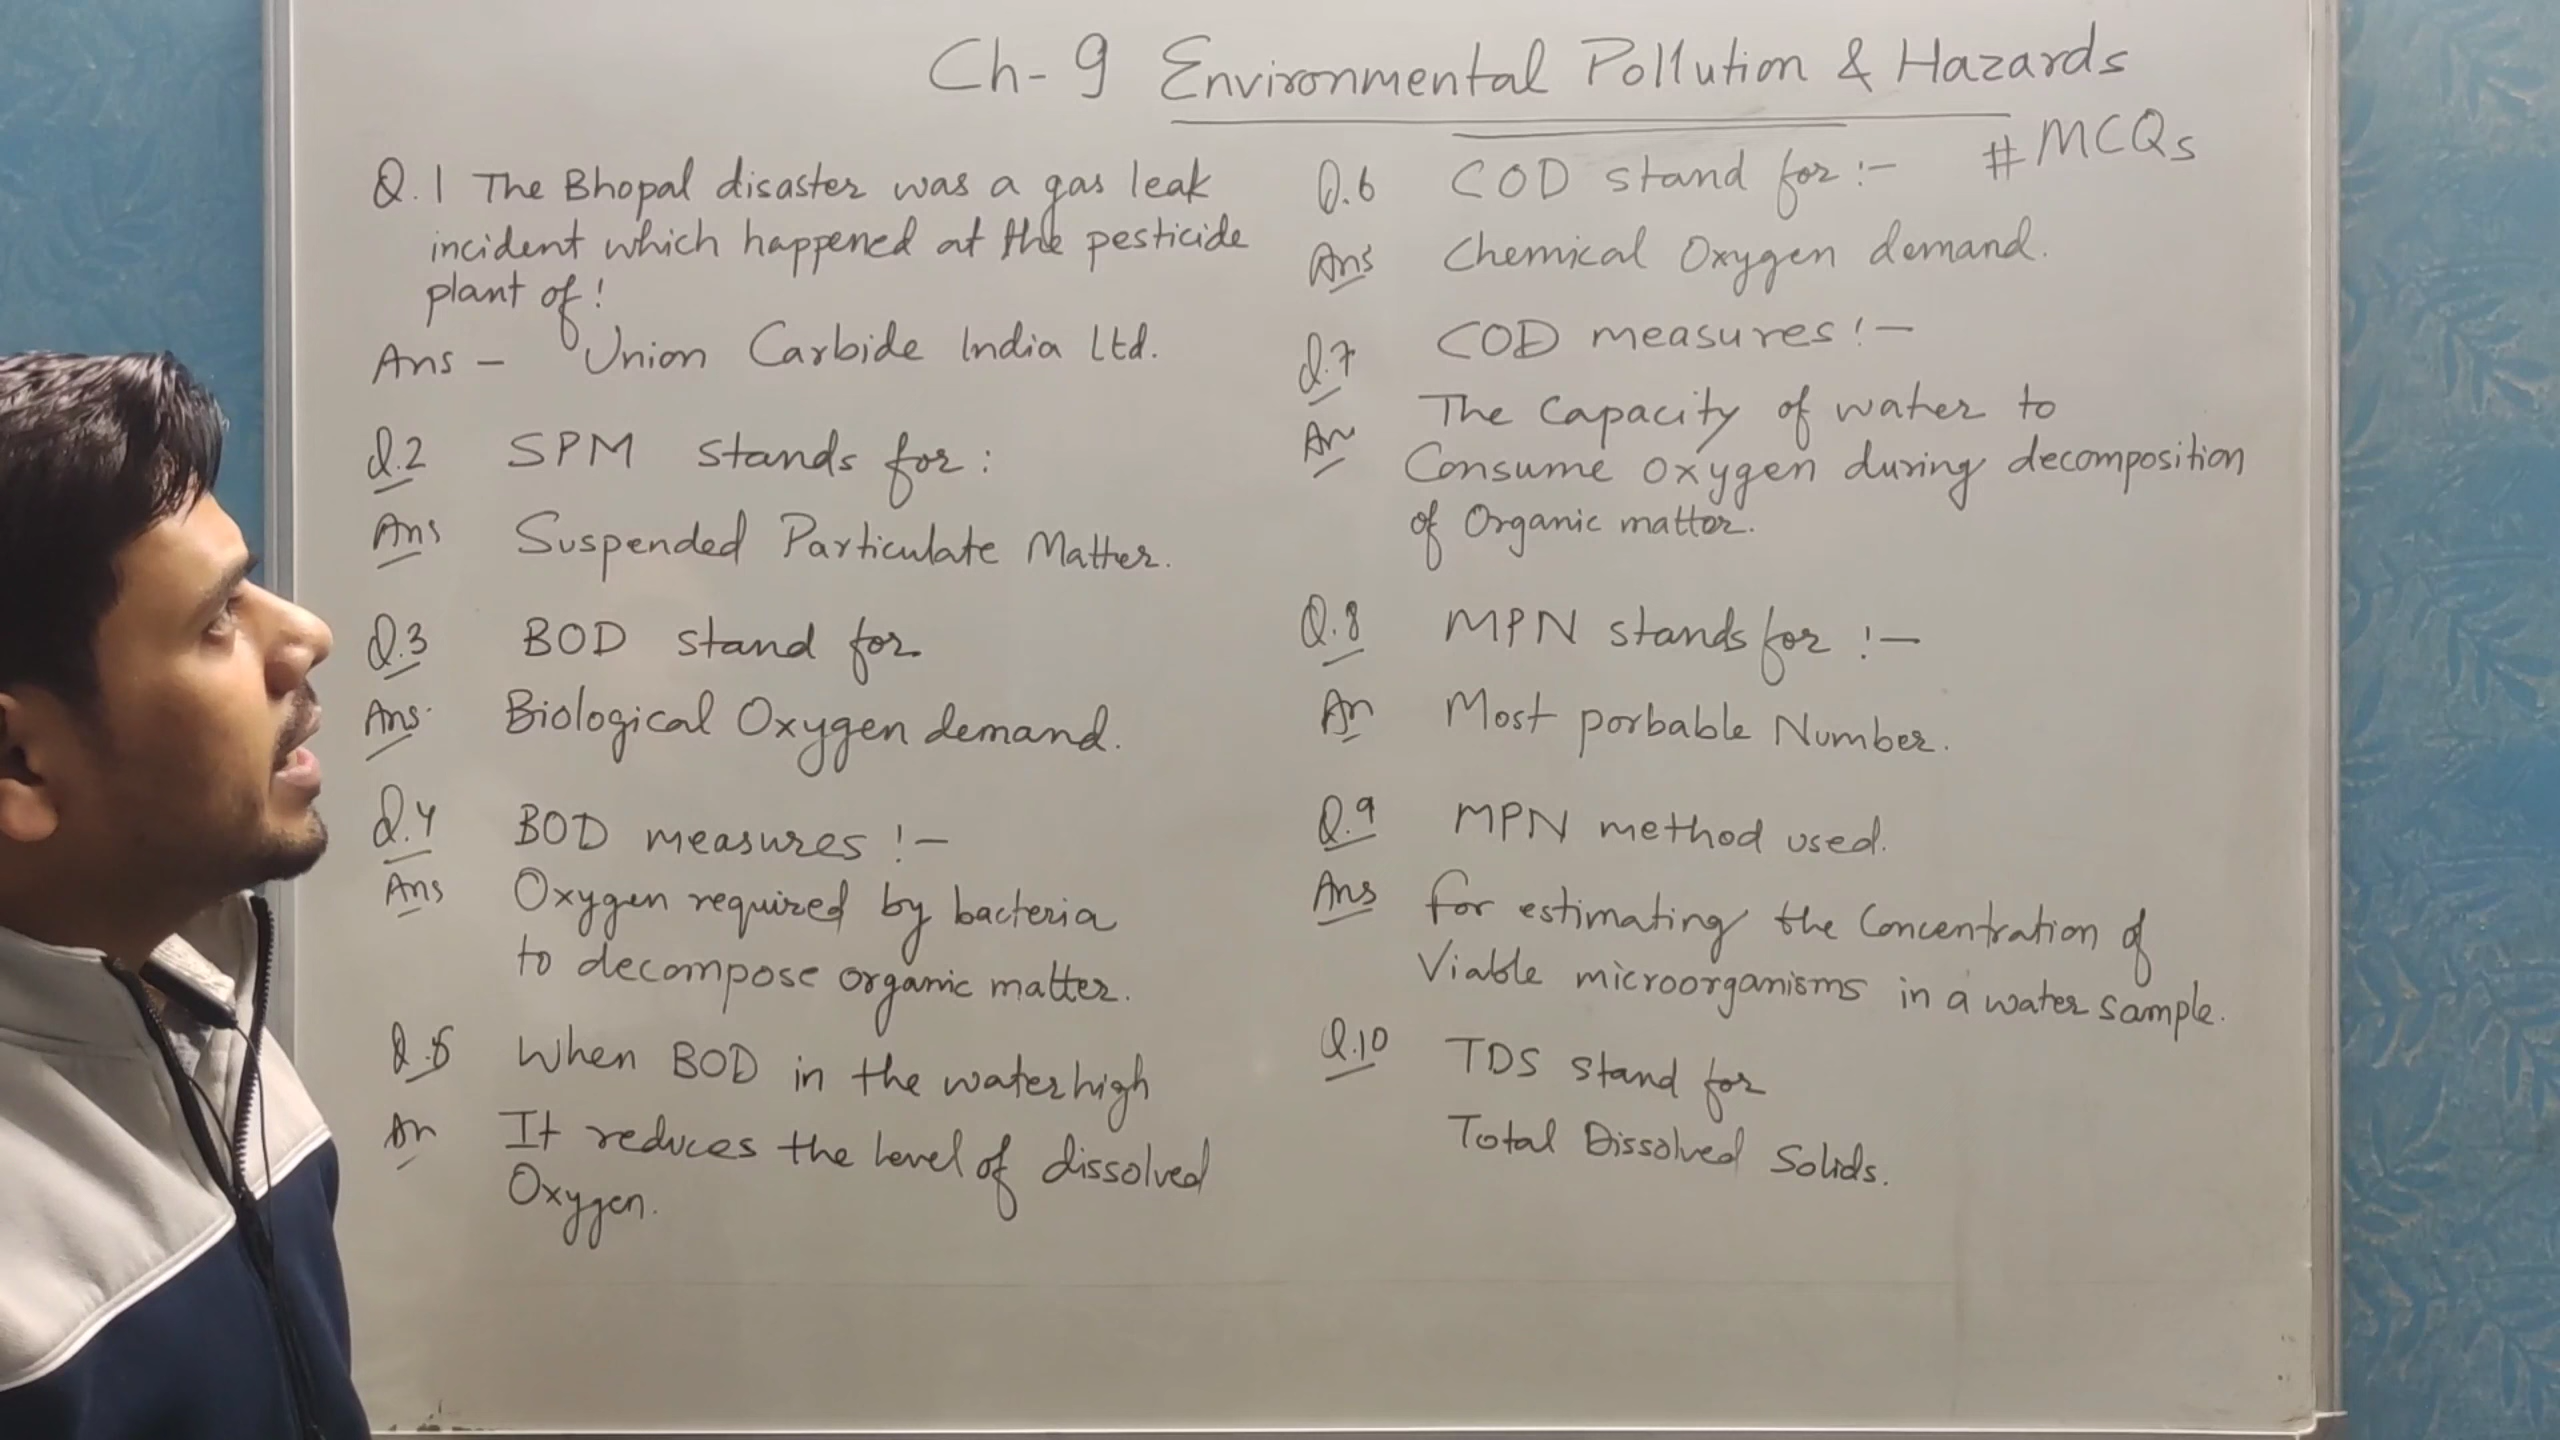 Ch-9 Environmental Pollution & Hazards
# MCQs
Q.1 The Bhopal disaster was a gas leak
incident which happened at the pesticide
plant of!
Ans - Union Carbide India Ltd.
Q.2 SPM stands for:
Ans Suspended Particulate Matter.
Q.3 BOD stand for
Ans. Biological Oxygen demand.
Q.4 BOD measures!-
Ans Oxygen required by bacteria
to decompose organic matter.
Q.5 When BOD in the water high
An It reduces the level of dissolved
Oxygen.
Q.6 COD stand for:-
Ans Chemical Oxygen demand.
Q.7 COD measures!-
An The Capacity of water to
Consume oxygen during decomposition
of Organic matter.
Q.8 MPN stands for!-
An Most porbable Number.
Q.9 MPN method used.
Ans for estimating the Concentration of
Viable microorganisms in a water sample.
Q.10 TDS stand for
Total Dissolved Solids.